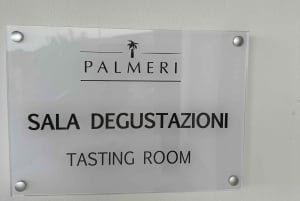 PALMERI
SALA DEGUSTAZIONI
TASTING ROOM